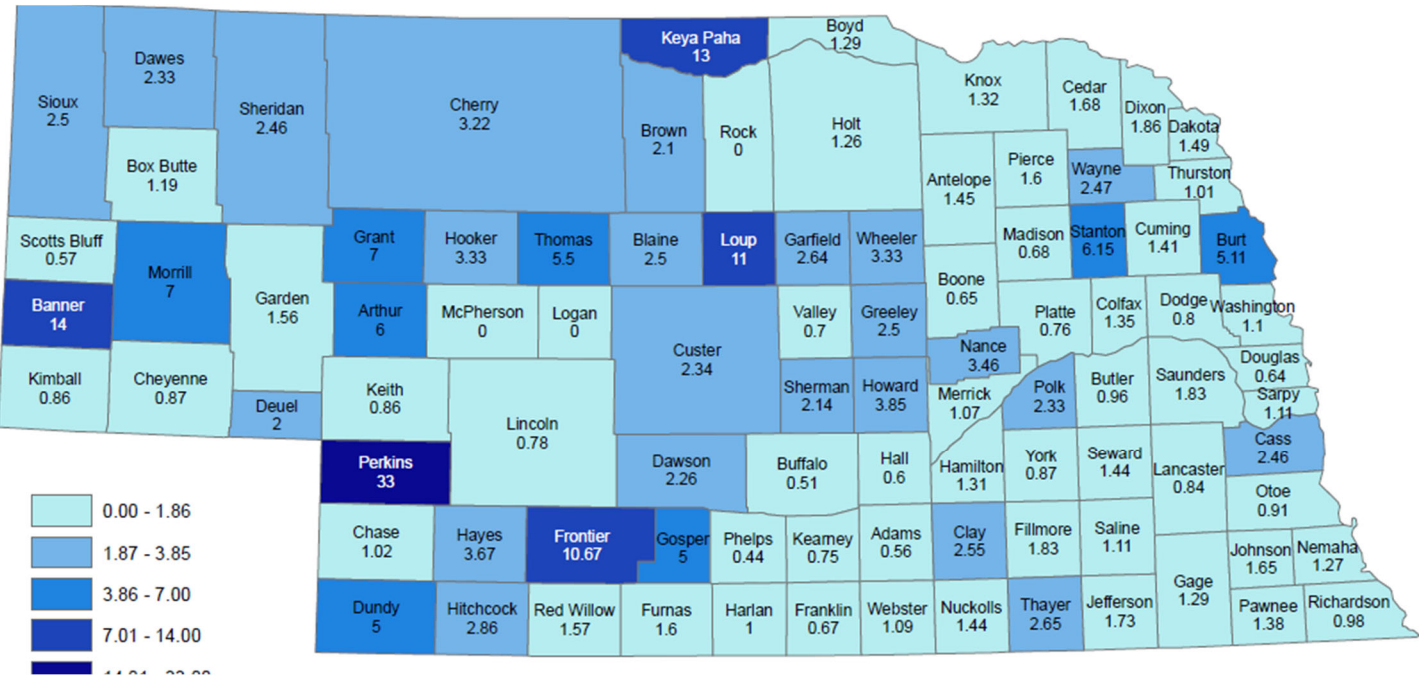 Keya Paha
13
Boyd
1.29
Dawes
2.33
Sioux
2.5
Sheridan
2.46
Cherry
3.22
Brown
2.1
Rock
0
Holt
1.26
Knox
1.32
Cedar
1.68
Dixon
1.86
Dakota
1.49
Box Butte
1.19
Antelope
1.45
Pierce
1.6
Wayne
2.47
Thurston
1.01
Scotts Bluff
0.57
Morrill
7
Garden
1.56
Grant
7
Hooker
3.33
Thomas
5.5
Blaine
2.5
Loup
11
Garfield
2.64
Wheeler
3.33
Madison
0.68
Stanton
6.15
Cuming
1.41
Burt
5.11
Banner
14
Arthur
6
McPherson
0
Logan
0
Custer
2.34
Valley
0.7
Greeley
2.5
Boone
0.65
Platte
0.76
Colfax
1.35
Dodge
0.8
Washington
1.1
Nance
3.46
Kimball
0.86
Cheyenne
0.87
Deuel
2
Keith
0.86
Lincoln
0.78
Sherman
2.14
Howard
3.85
Merrick
1.07
Polk
2.33
Butler
0.96
Saunders
1.83
Douglas
0.64
Sarpy
1.11
Perkins
33
Dawson
2.26
Buffalo
0.51
Hall
0.6
Hamilton
1.31
York
0.87
Seward
1.44
Lancaster
0.84
Cass
2.46
Otoe
0.91
Chase
1.02
Hayes
3.67
Frontier
10.67
Gosper
5
Phelps
0.44
Kearney
0.75
Adams
0.56
Clay
2.55
Fillmore
1.83
Saline
1.11
Johnson
1.65
Nemaha
1.27
Gage
1.29
Dundy
5
Hitchcock
2.86
Red Willow
1.57
Furnas
1.6
Harlan
1
Franklin
0.67
Webster
1.09
Nuckolls
1.44
Thayer
2.65
Jefferson
1.73
Pawnee
1.38
Richardson
0.98
0.00 - 1.86
1.87 - 3.85
3.86 - 7.00
7.01 - 14.00